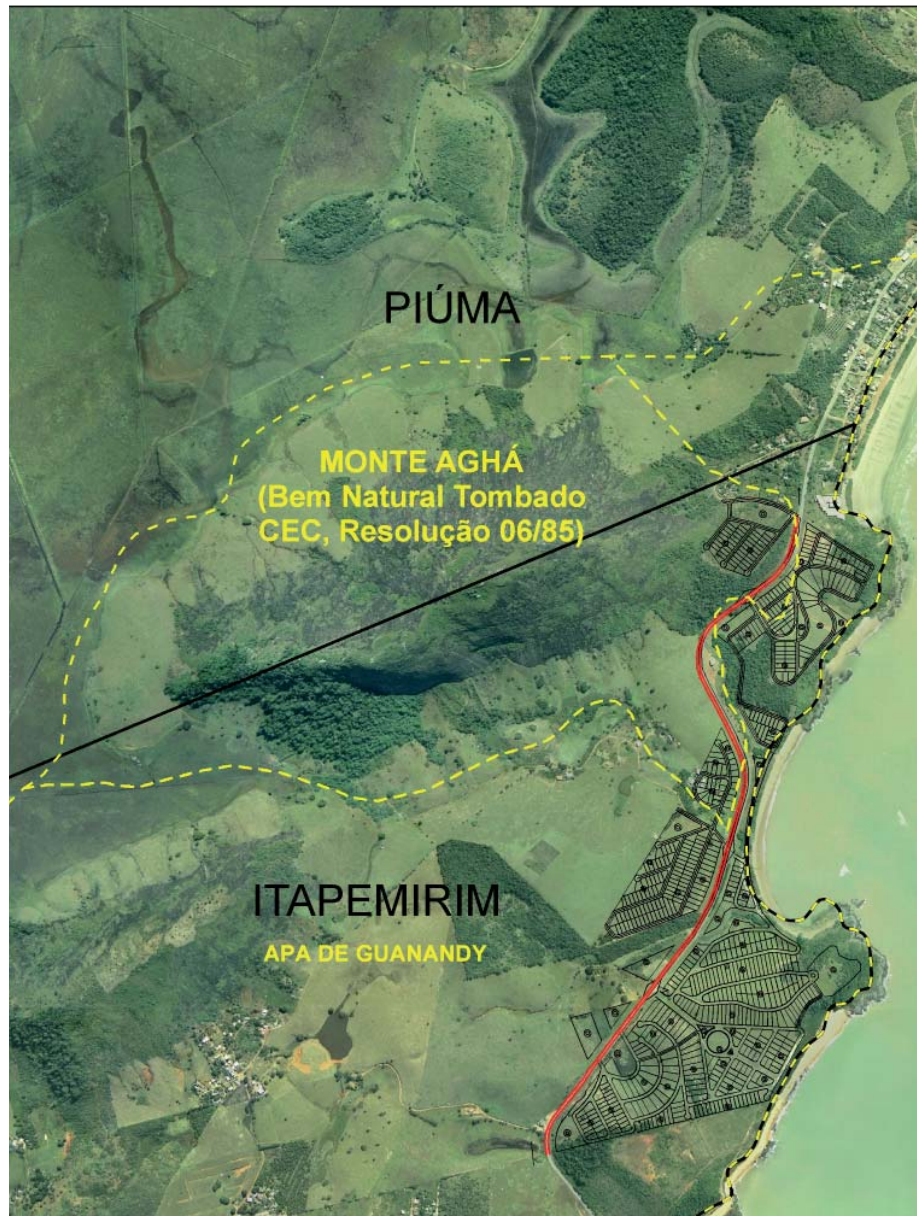 PIÚMA
MONTE AGHÁ
(Bem Natural Tombado
CEC, Resolução 06/85)
ITAPEMIRIM
APA DE GUANANDY